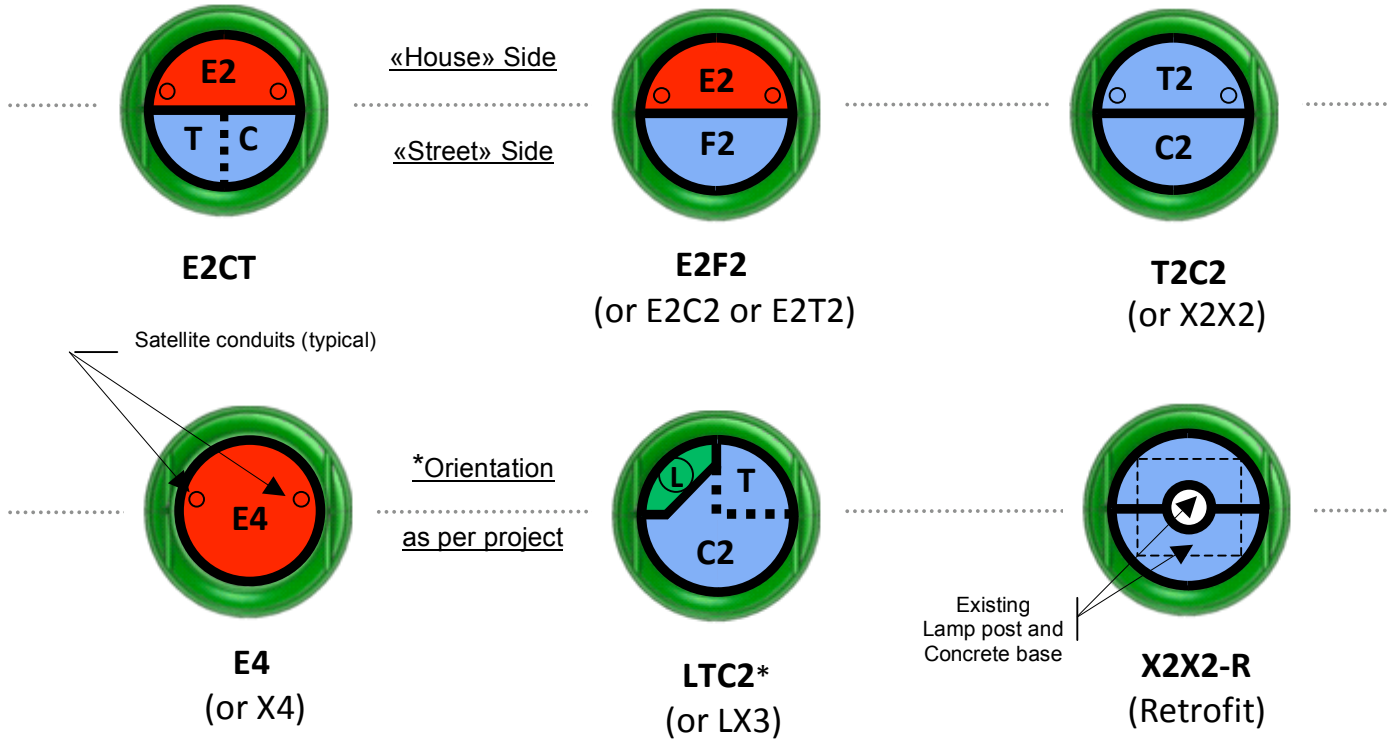 E2
T C
«House» Side
«Street» Side
E2
F2
T2
C2
E2CT
E2F2
(or E2C2 or E2T2)
T2C2
(or X2X2)
Satellite conduits (typical)
E4
*Orientation
as per project
L
T
C2
Existing
Lamp post and
Concrete base
E4
(or X4)
LTC2*
(or LX3)
X2X2-R
(Retrofit)